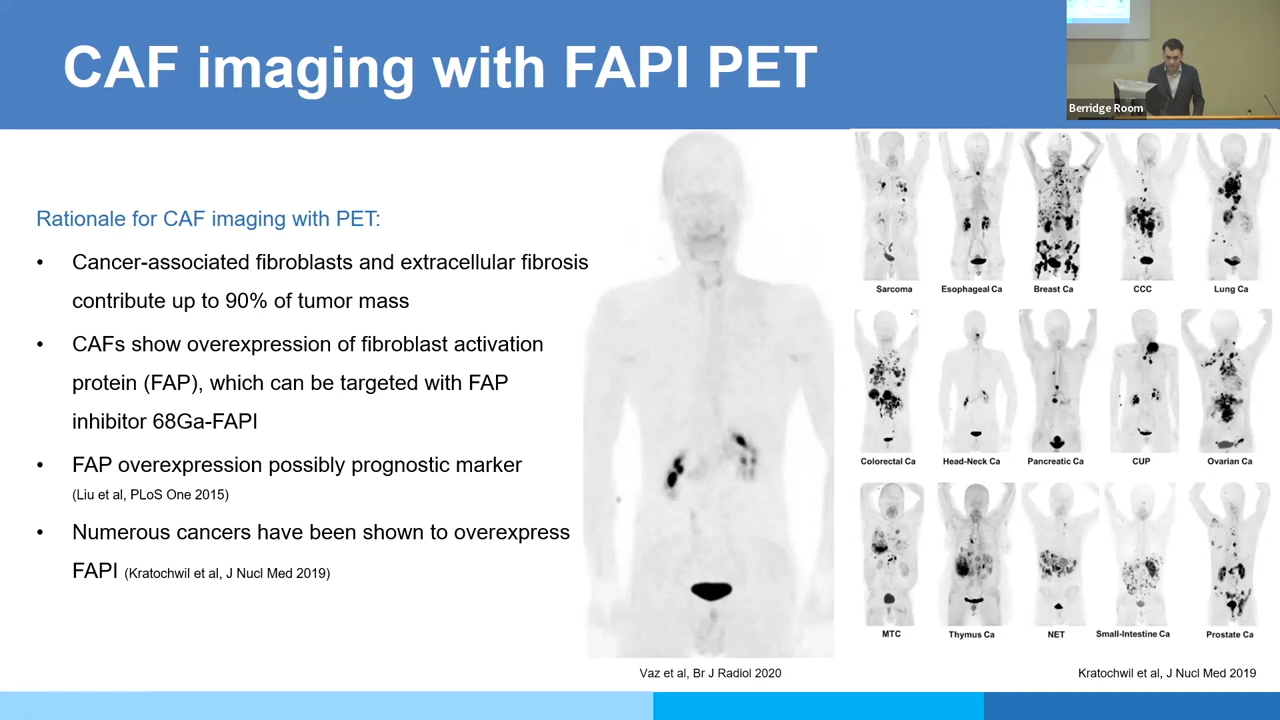 CAF imaging with FAPI PET
Berridge Room
Rationale for CAF imaging with PET:
• Cancer-associated fibroblasts and extracellular fibrosis
contribute up to 90% of tumor mass
• CAFs show overexpression of fibroblast activation
protein (FAP), which can be targeted with FAP
inhibitor 68Ga-FAPI
• FAP overexpression possibly prognostic marker
(Liu et al, PLoS One 2015)
• Numerous cancers have been shown to overexpress
FAPI (Kratochwil et al, J Nucl Med 2019)
Vaz et al, Br J Radiol 2020
Sarcoma Esophageal Ca Breast Ca CCC Lung Ca
Colorectal Ca Head-Neck Ca Pancreatic Ca CUP Ovarian Ca
MTC Thymus Ca NET Small-Intestine Ca Prostate Ca
Kratochwil et al, J Nucl Med 2019